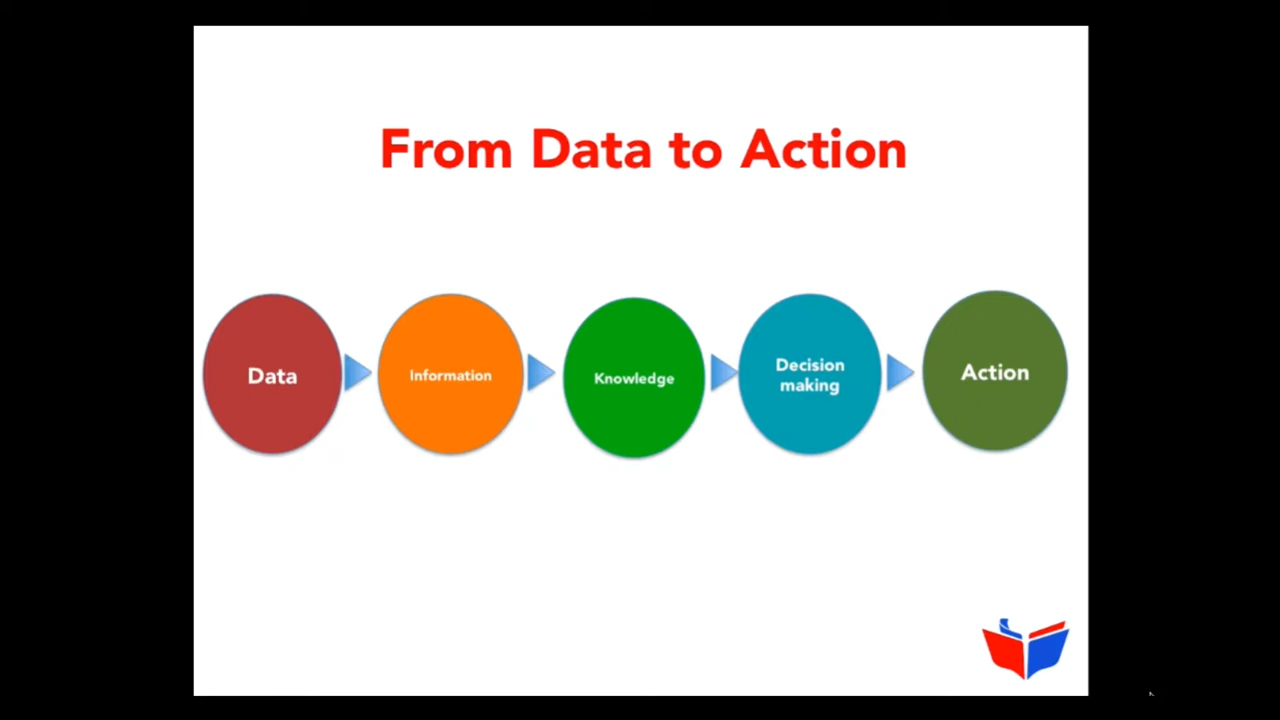 From Data to Action
Data
Information
Knowledge
Decision
making
Action